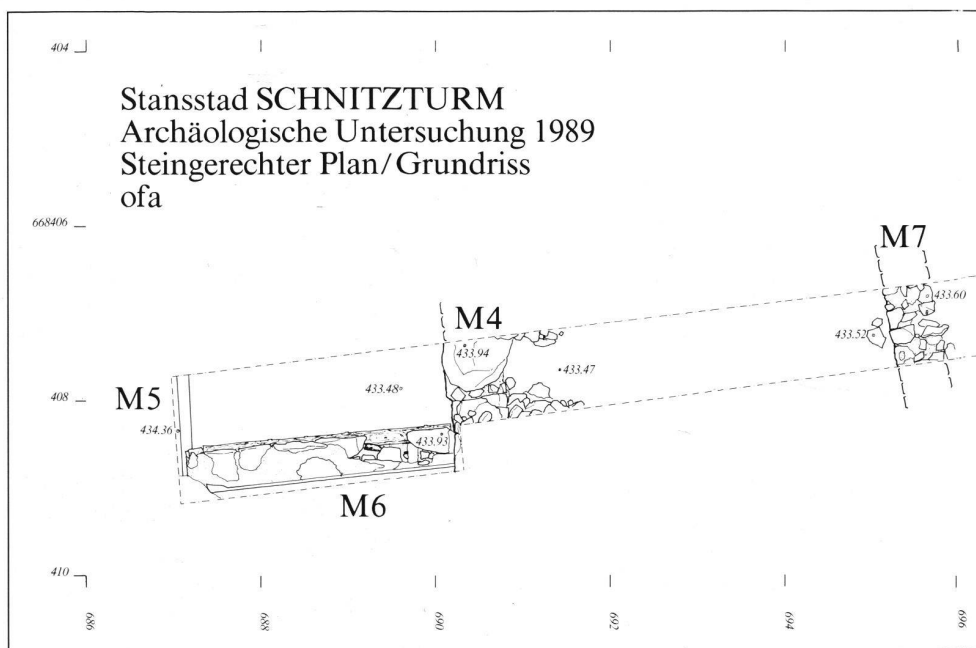 404
Stansstad SCHNITZTURM
Archäologische Untersuchung 1989
Steingerechter Plan/Grundriss
ofa
668406
M7
433.60
M4
433.52
433.94
433.47
M5
433.48
408
434.36
433.93
M6
410
686
688
690
692
694
696